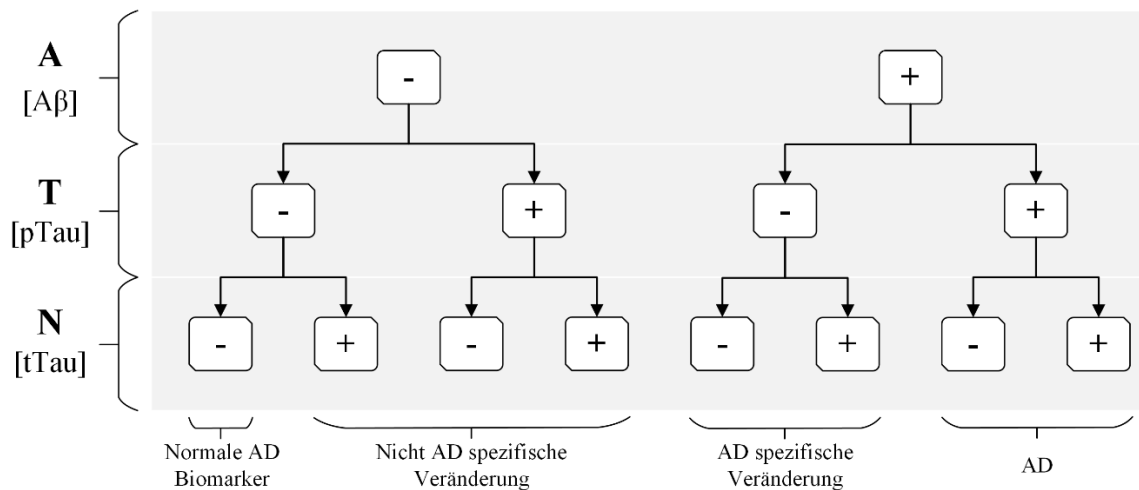 A
[Aβ]
- +
T
[pTau]
- + - +
N
[tTau]
- + - + - + - +
Normale AD
Biomarker
Nicht AD spezifische
Veränderung
AD spezifische
Veränderung
AD